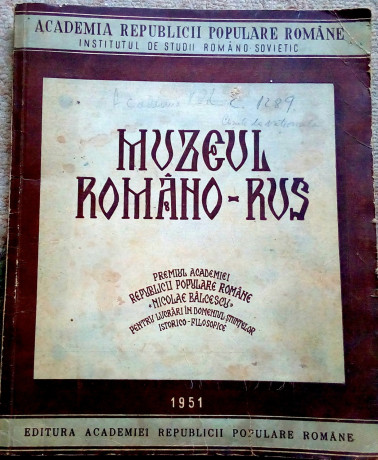 ACADEMIA REPUBLICII POPULARE ROMÂNE
INSTITUTUL DE STUDII ROMÂNO SOVIETIC
1289
MUZEUL
ROMÂNO-RUS
PREMIUL ACADEMIEI
REPUBLICII POPULARE ROMÂNE
"NICOLAE BĂLCESCU"
PENTRU LUCRĂRI ÎN DOMENIUL ȘTIINȚELOR
ISTORICO-FILOSOFICE
1951
EDITURA ACADEMIEI REPUBLICII POPULARE ROMÂNE